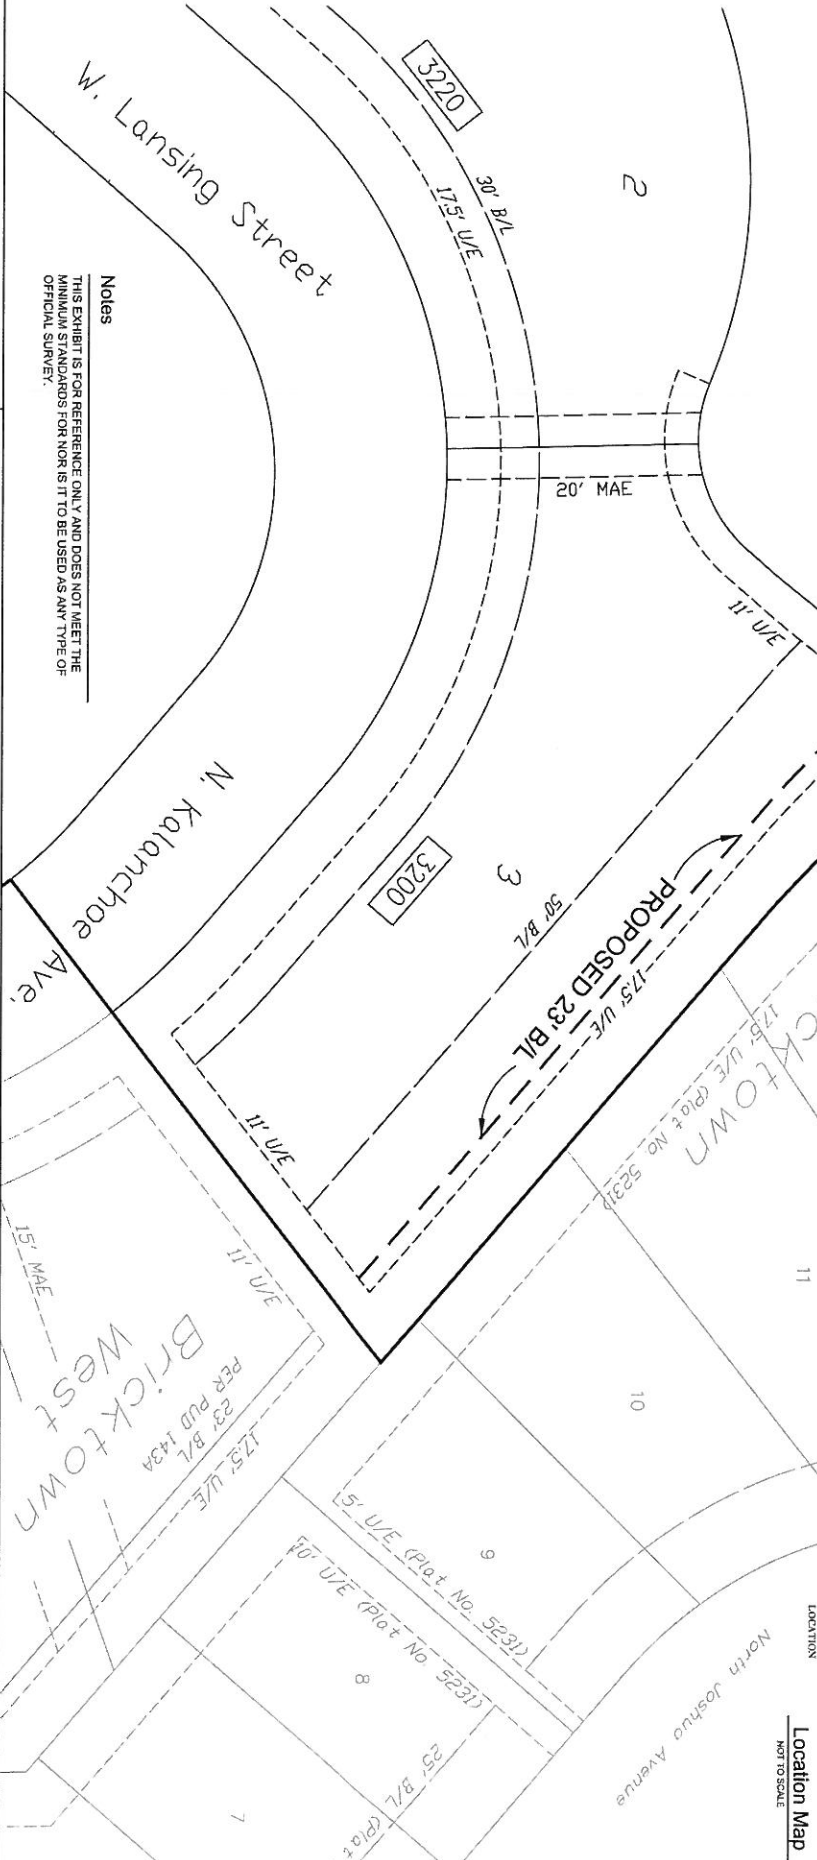 W. Lansing Street
3220
2
30' B/L
17.5' U/E
Notes
THIS EXHIBIT IS FOR REFERENCE ONLY AND DOES NOT MEET THE
MINIMUM STANDARDS FOR NOR IS IT TO BE USED AS ANY TYPE OF
OFFICIAL SURVEY.
20' MAE
11' U/E
N. Kalanchoe Ave.
3200
3
50' B/L
PROPOSED 23' B/L
17.5' U/E
11' U/E
cktown
17.5' U/E (Plat No. 5231)
11
10
15' MAE
11' U/E
Bricktown
West
23' B/L
PER PUD 143A
17.5' U/E
5' U/E (Plat No. 5231)
9
10' U/E (Plat No. 5231)
8
25' B/L (Plat
7
North Joshua Avenue
LOCATION
Location Map
NOT TO SCALE